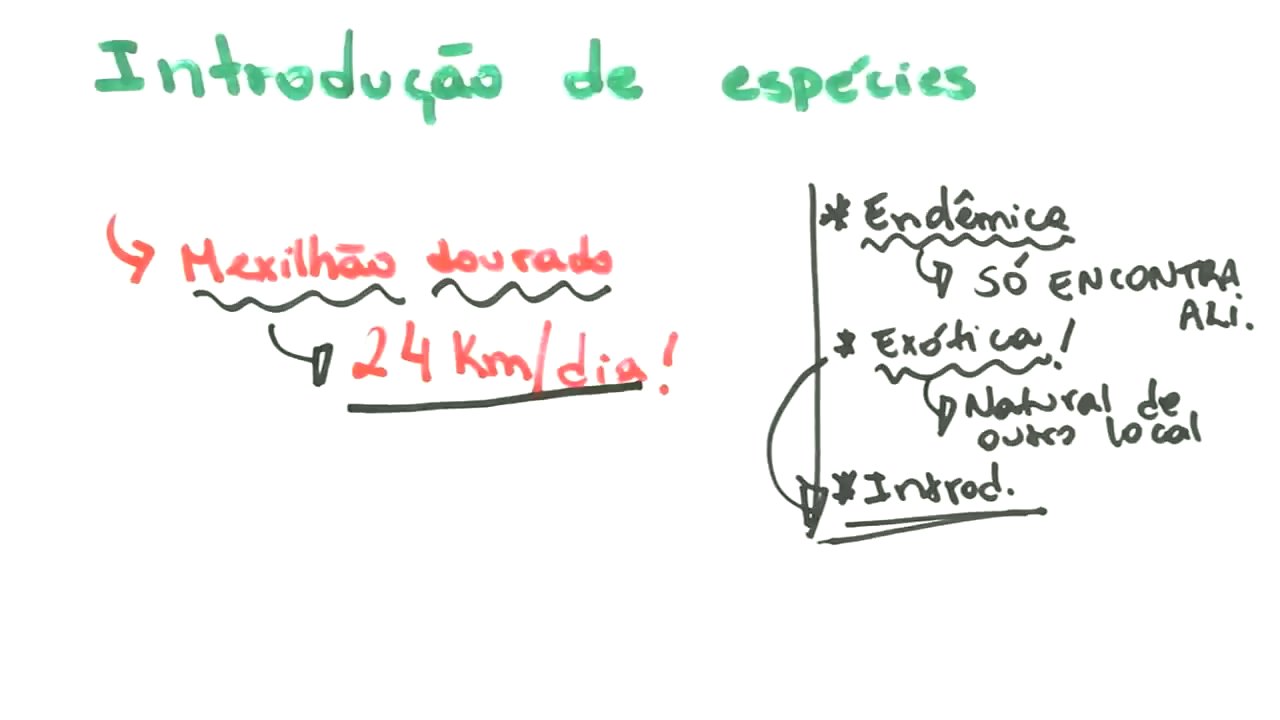 Introdução de espécies
Mexilhão dourado
24 Km/dia!
* Endêmica
SÓ ENCONTRA
ALi.
* Exótica!
Natural de
outro local
* Introd.